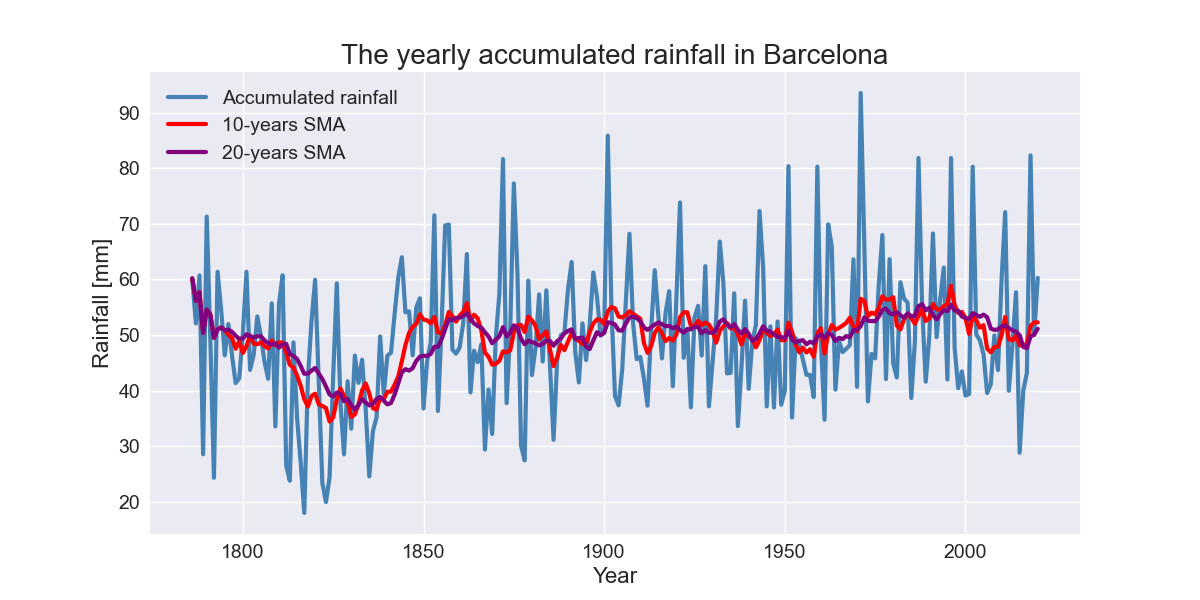 The yearly accumulated rainfall in Barcelona
Accumulated rainfall
10-years SMA
20-years SMA
90
80
70
60
50
40
30
20
Rainfall [mm]
1800 1850 1900 1950 2000
Year